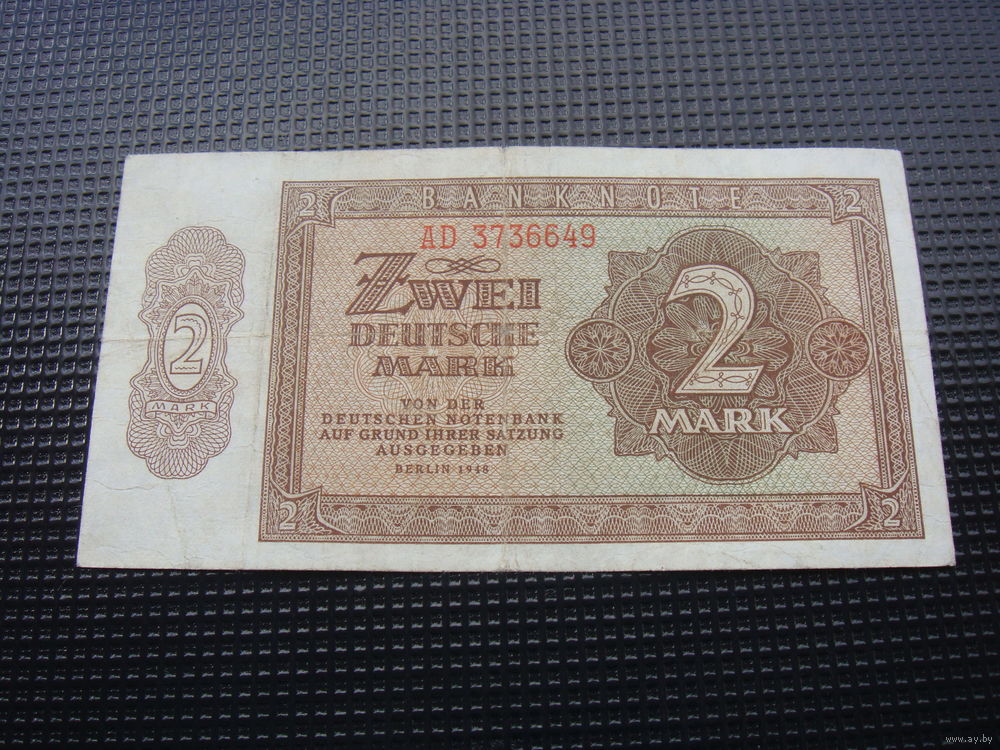 2 BANKNOTE 2
AD 3736649
ZWEI
DEUTSCHE
MARK
VON DER
DEUTSCHEN NOTENBANK
AUF GRUND IHRER SATZUNG
AUSGEGEBEN
BERLIN 1948
2
MARK
2
MARK
2 2
www.ay.by